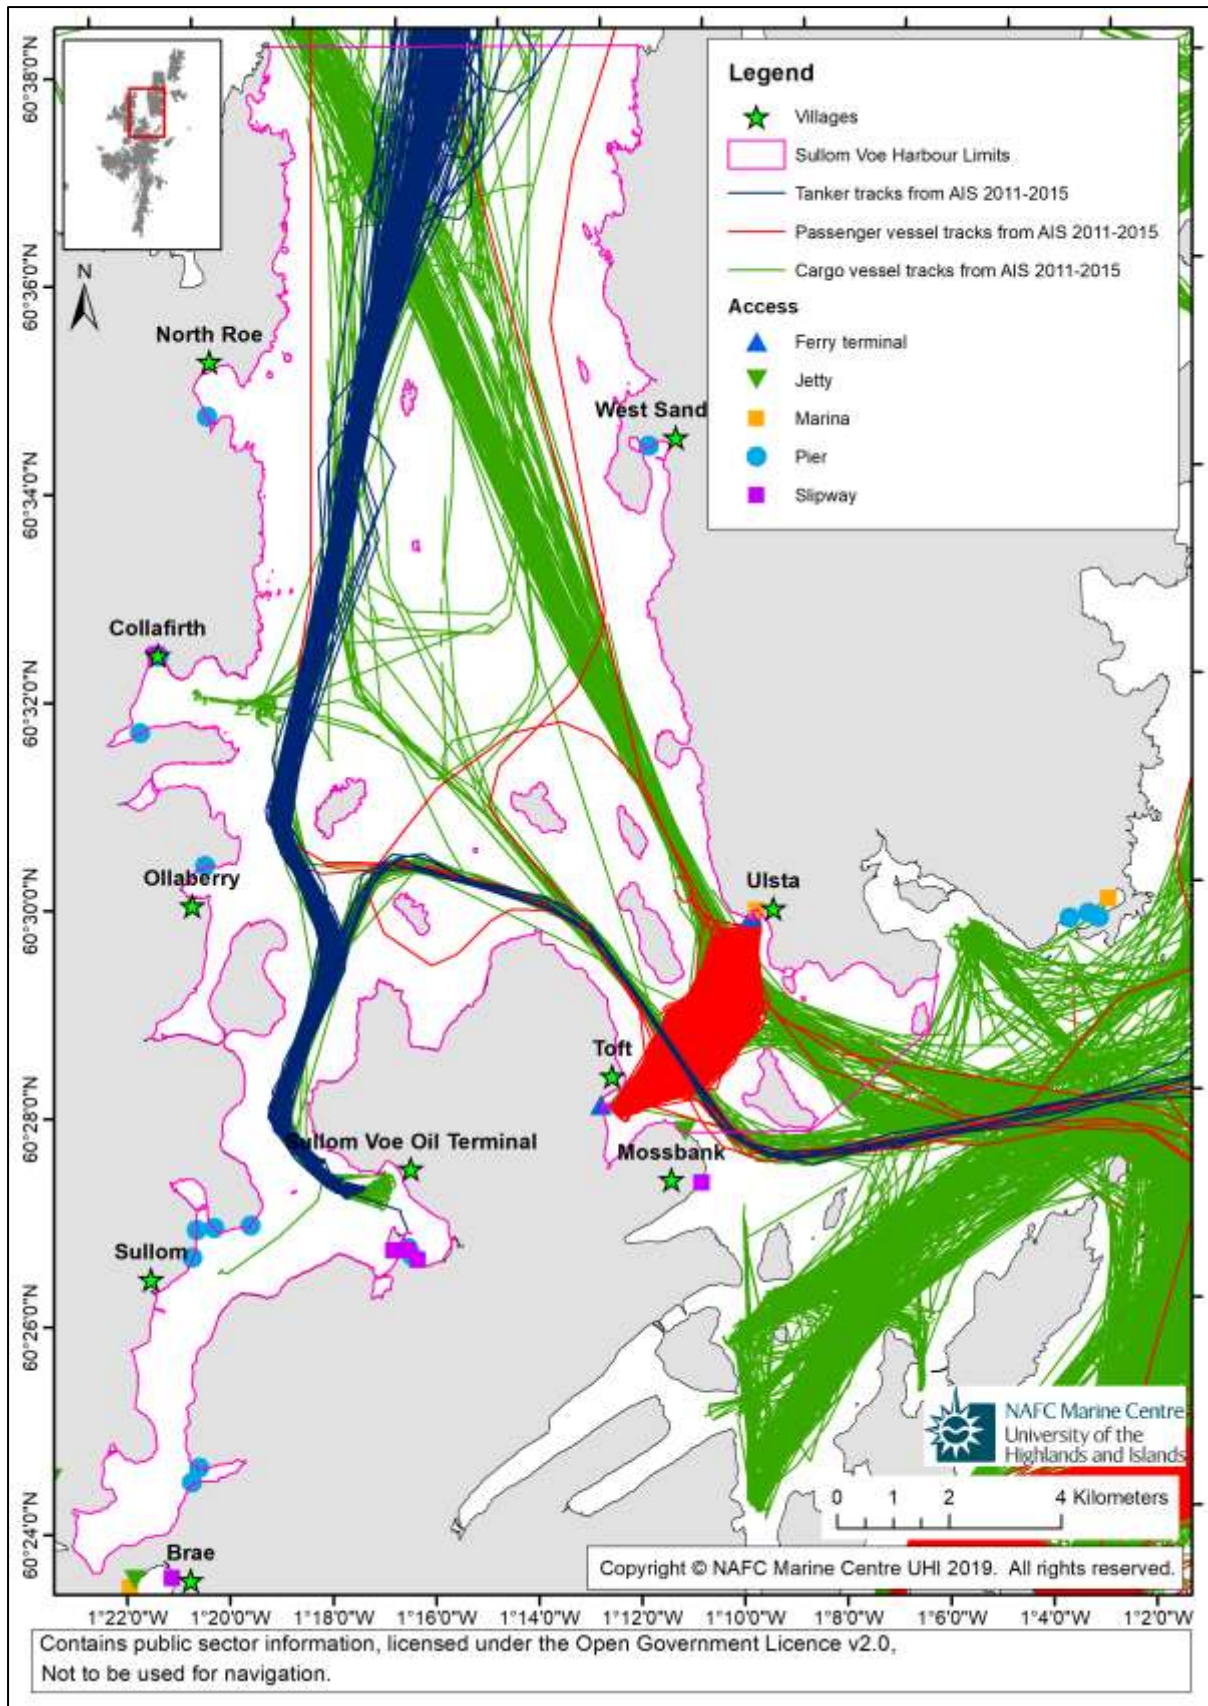 Legend
Villages
Sullom Voe Harbour Limits
Tanker tracks from AIS 2011-2015
Passenger vessel tracks from AIS 2011-2015
Cargo vessel tracks from AIS 2011-2015
Access
Ferry terminal
Jetty
Marina
Pier
Slipway
N
60°38'0"N
60°36'0"N
60°34'0"N
60°32'0"N
60°30'0"N
60°28'0"N
60°26'0"N
60°24'0"N
North Roe
West Sand
Collafirth
Ollaberry
Ulsta
Toft
Sullom Voe Oil Terminal
Mossbank
Sullom
Brae
NAFC Marine Centre
University of the
Highlands and Islands
0 1 2 4 Kilometers
Copyright © NAFC Marine Centre UHI 2019. All rights reserved.
1°22'0"W 1°20'0"W 1°18'0"W 1°16'0"W 1°14'0"W 1°12'0"W 1°10'0"W 1°8'0"W 1°6'0"W 1°4'0"W 1°2'0"W
Contains public sector information, licensed under the Open Government Licence v2.0,
Not to be used for navigation.